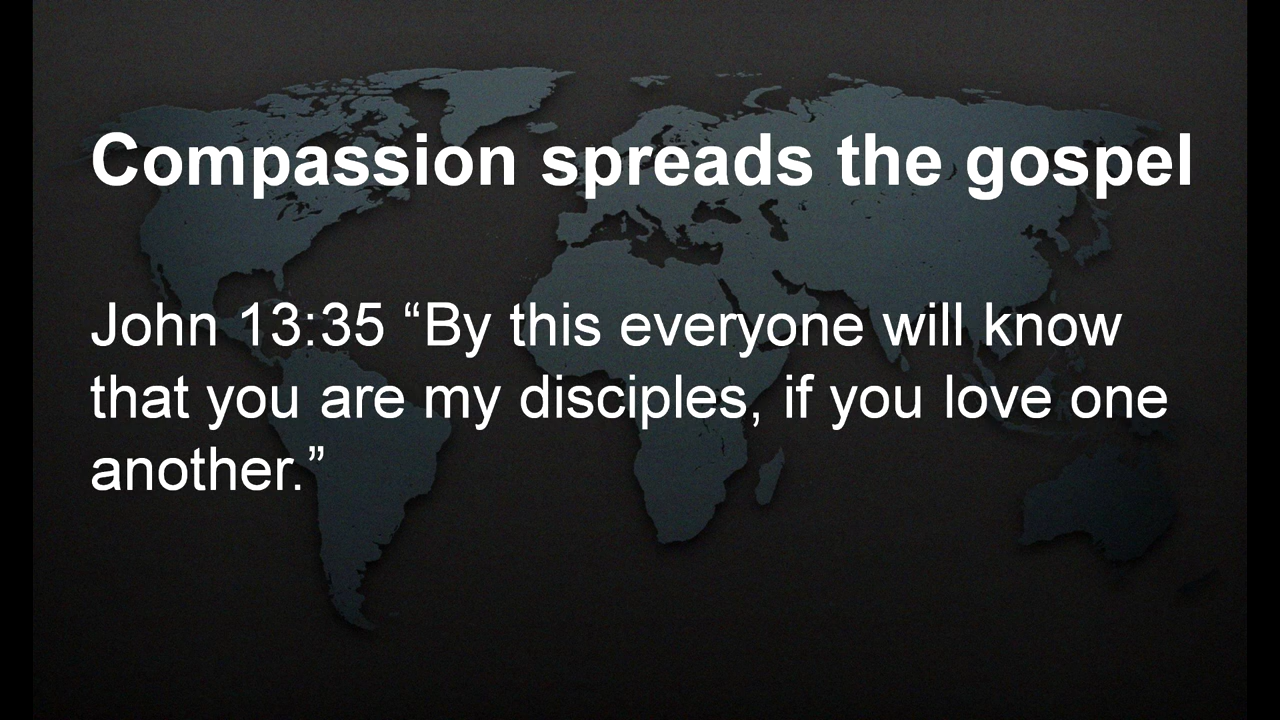 Compassion spreads the gospel
John 13:35 “By this everyone will know
that you are my disciples, if you love one
another.”